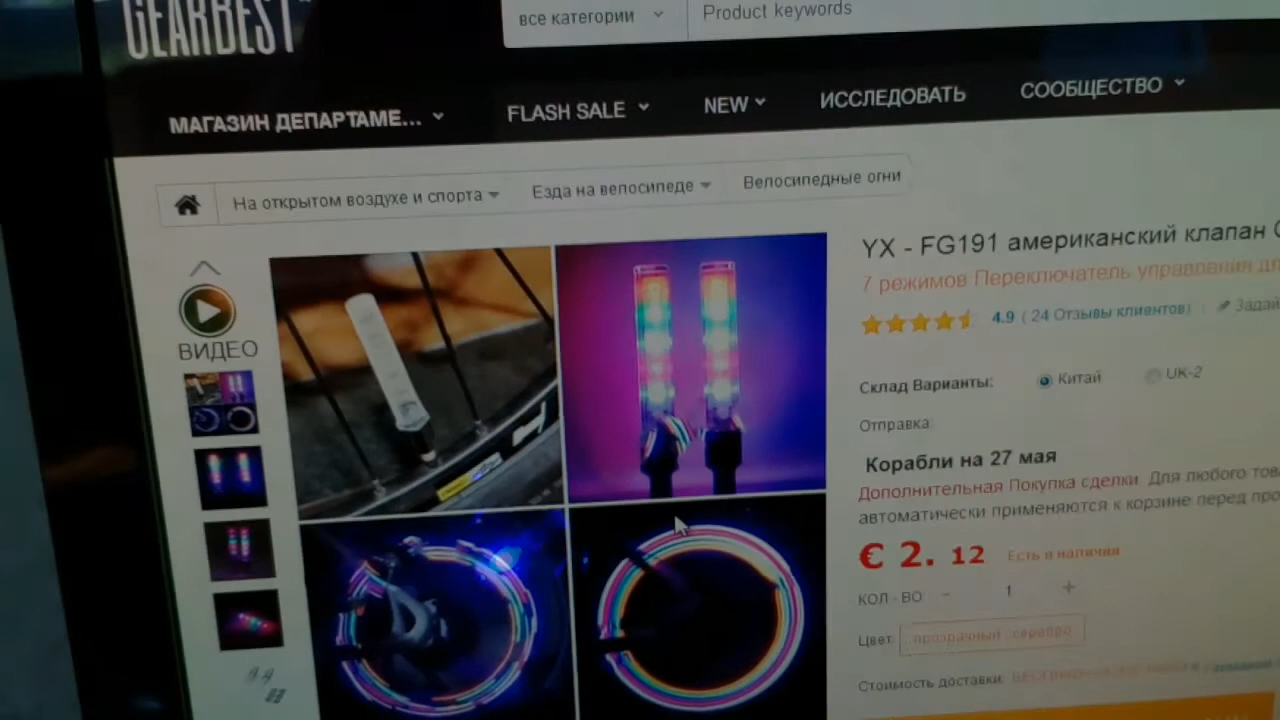 GEARBEST
все категории
Product keywords
МАГАЗИН ДЕПАРТАМЕ...
FLASH SALE
NEW
ИССЛЕДОВАТЬ
СООБЩЕСТВО
На открытом воздухе и спорта
Езда на велосипеде
Велосипедные огни
ВИДЕО
YX - FG191 американский клапан
7 режимов Переключатель управления
4.9 ( 24 Отзывы клиентов)
Склад Варианты:
Китай
UK-2
Отправка:
Корабли на 27 мая
Дополнительная Покупка сделки. Для любого
автоматически применяются к корзине перед
€ 2. 12
Есть в наличии
КОЛ - ВО
- 1 +
Цвет:
прозрачный серебро
Стоимость доставки: